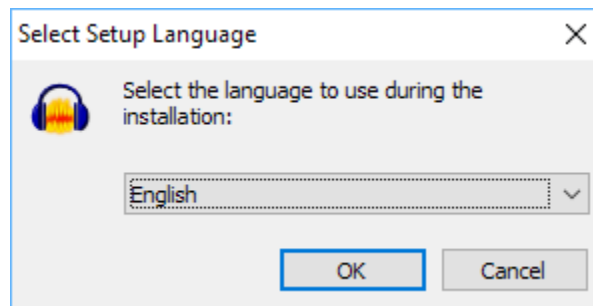 Select Setup Language
Select the language to use during the
installation:
English
OK
Cancel